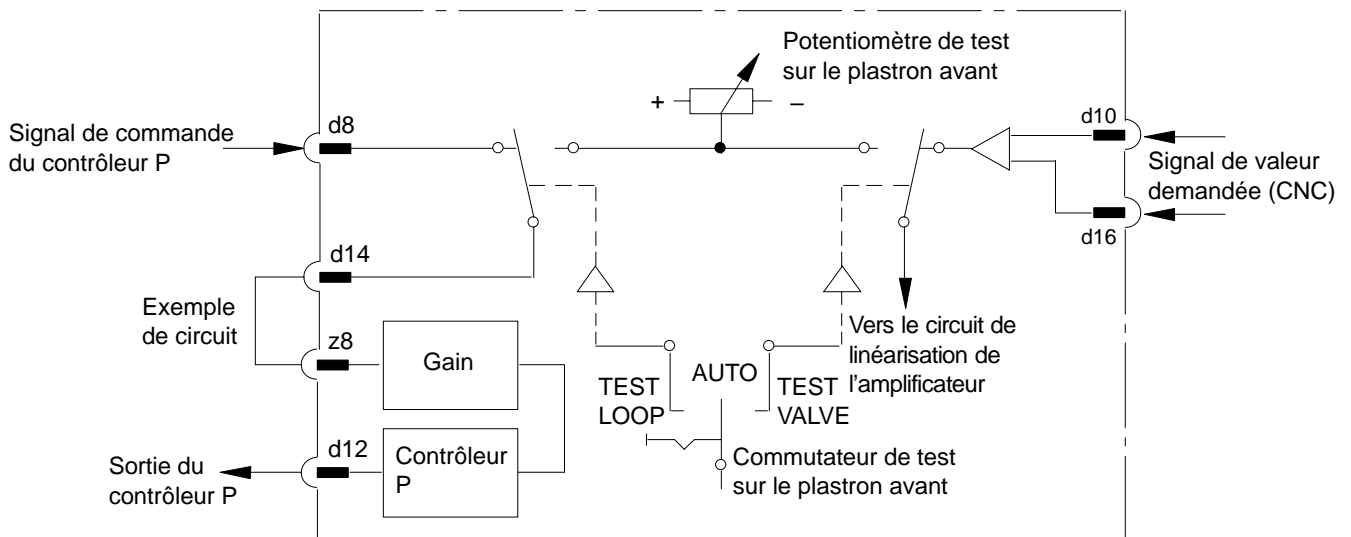 Potentiomètre de test
sur le plastron avant
+
–
Signal de commande
du contrôleur P
d8
d10
Signal de valeur
demandée (CNC)
d16
d14
Exemple
de circuit
z8
Gain
Vers le circuit de
linéarisation de
l’amplificateur
AUTO
TEST
LOOP
TEST
VALVE
d12
Contrôleur
P
Sortie du
contrôleur P
Commutateur de test
sur le plastron avant